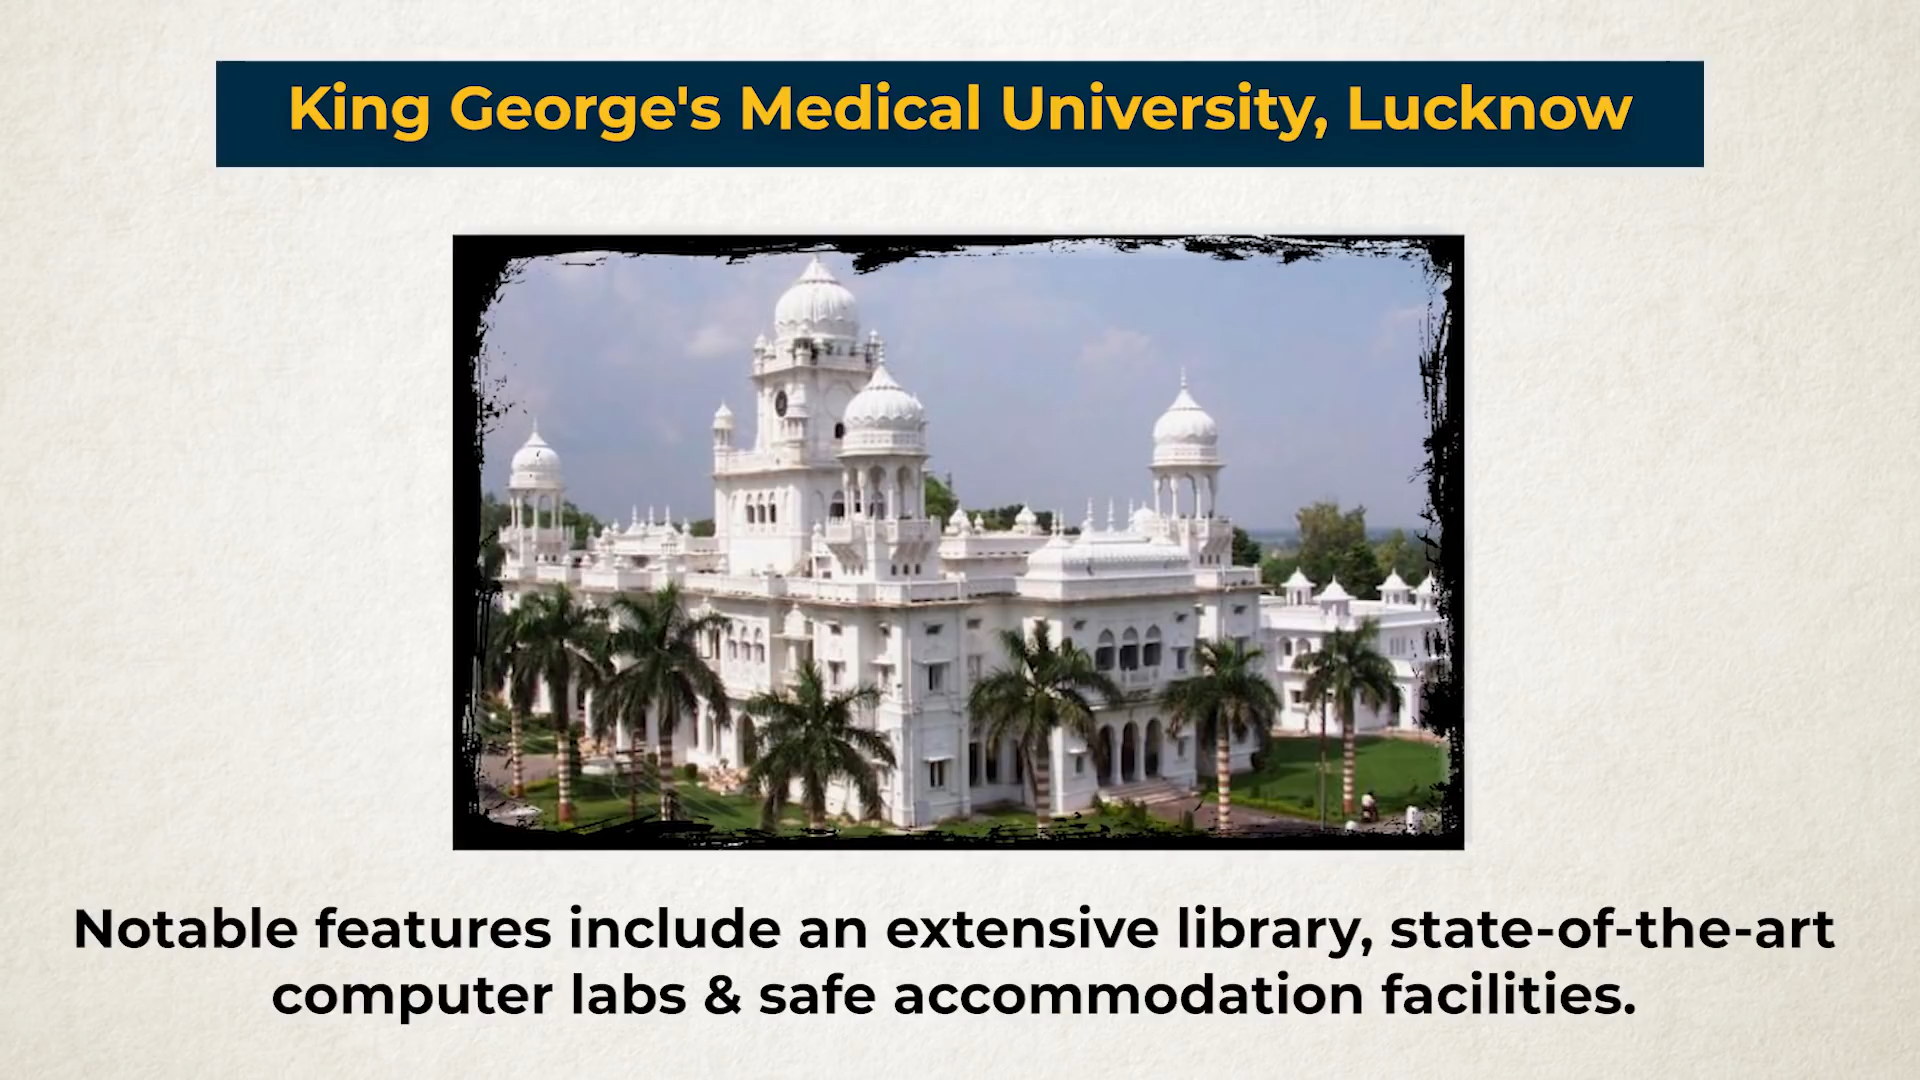 King George's Medical University, Lucknow
Notable features include an extensive library, state-of-the-art
computer labs & safe accommodation facilities.